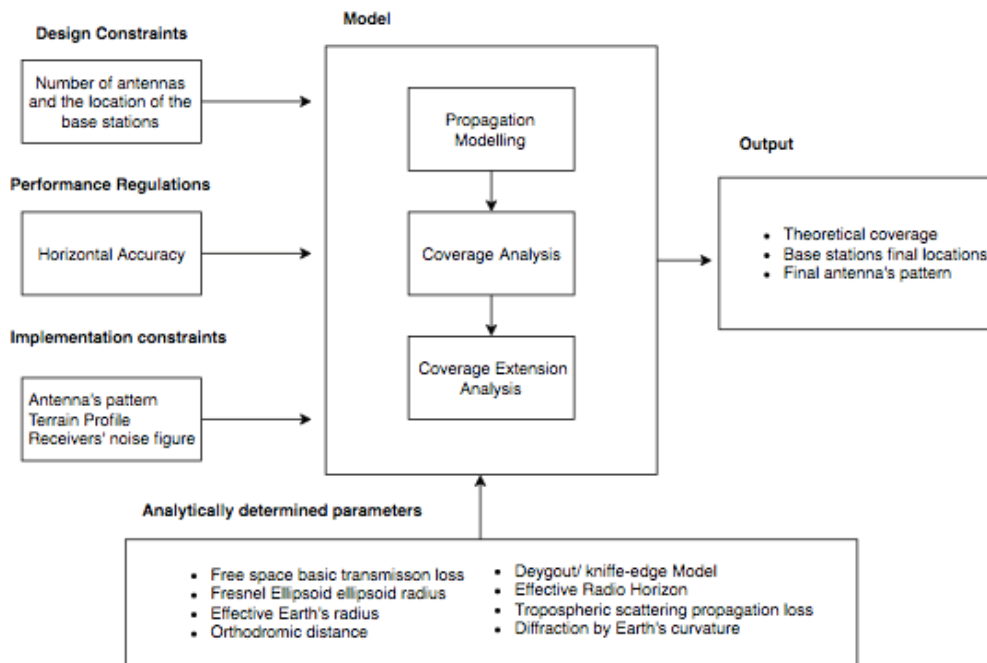 Model
Design Constraints
Number of antennas
and the location of the
base stations
Performance Regulations
Horizontal Accuracy
Implementation constraints
Antenna's pattern
Terrain Profile
Receivers' noise figure
Propagation
Modelling
Coverage Analysis
Coverage Extension
Analysis
Output
• Theoretical coverage
• Base stations final locations
• Final antenna's pattern
Analytically determined parameters
• Free space basic transmisson loss
• Fresnel Ellipsoid ellipsoid radius
• Effective Earth's radius
• Orthodromic distance
• Deygout/ kniffe-edge Model
• Effective Radio Horizon
• Tropospheric scattering propagation loss
• Diffraction by Earth's curvature